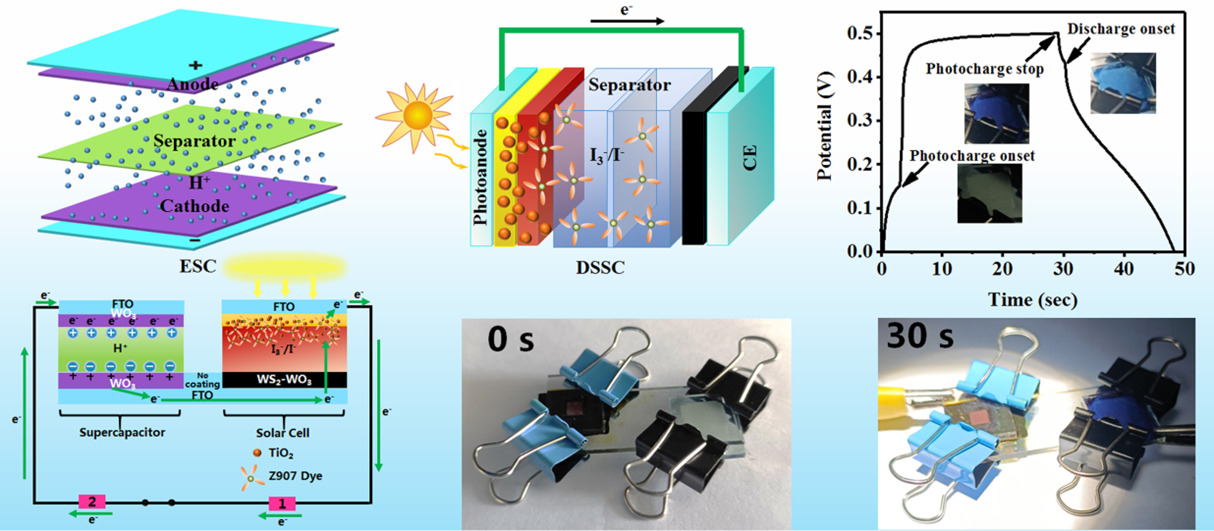 +
Anode
Separator
H⁺
Cathode
−
ESC
e⁻
Photoanode
Separator
I₃⁻/I⁻
CE
DSSC
Potential (V)
0.5
0.4
0.3
0.2
0.1
0.0
0
10
20
30
40
50
Time (sec)
Discharge onset
Photocharge stop
Photocharge onset
e⁻
FTO
WO₃
e⁻ e⁻ e⁻ e⁻ e⁻ e⁻
+ + + + + +
H⁺
− − − − − −
+ + + + + +
WO₃
e⁻
No
coating
FTO
e⁻
FTO
e⁻
e⁻
I₃⁻/I⁻
WS₂-WO₃
e⁻
e⁻
Supercapacitor
Solar Cell
TiO₂
Z907 Dye
2
1
e⁻
e⁻
0 s
30 s